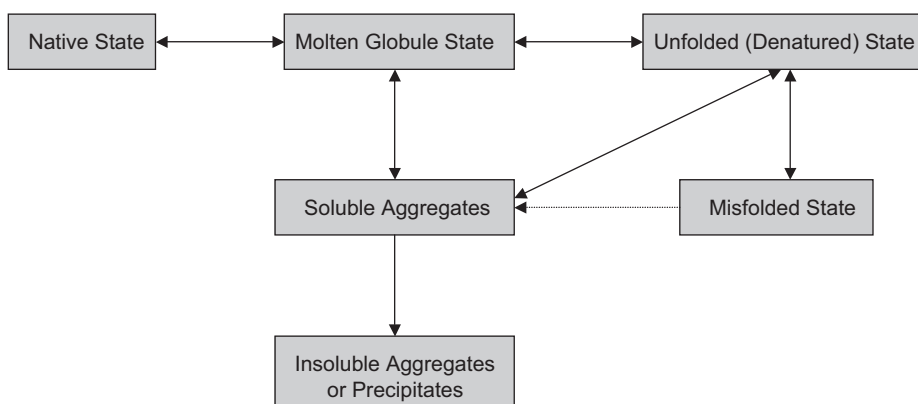 Native State
Molten Globule State
Unfolded (Denatured) State
Soluble Aggregates
Misfolded State
Insoluble Aggregates
or Precipitates